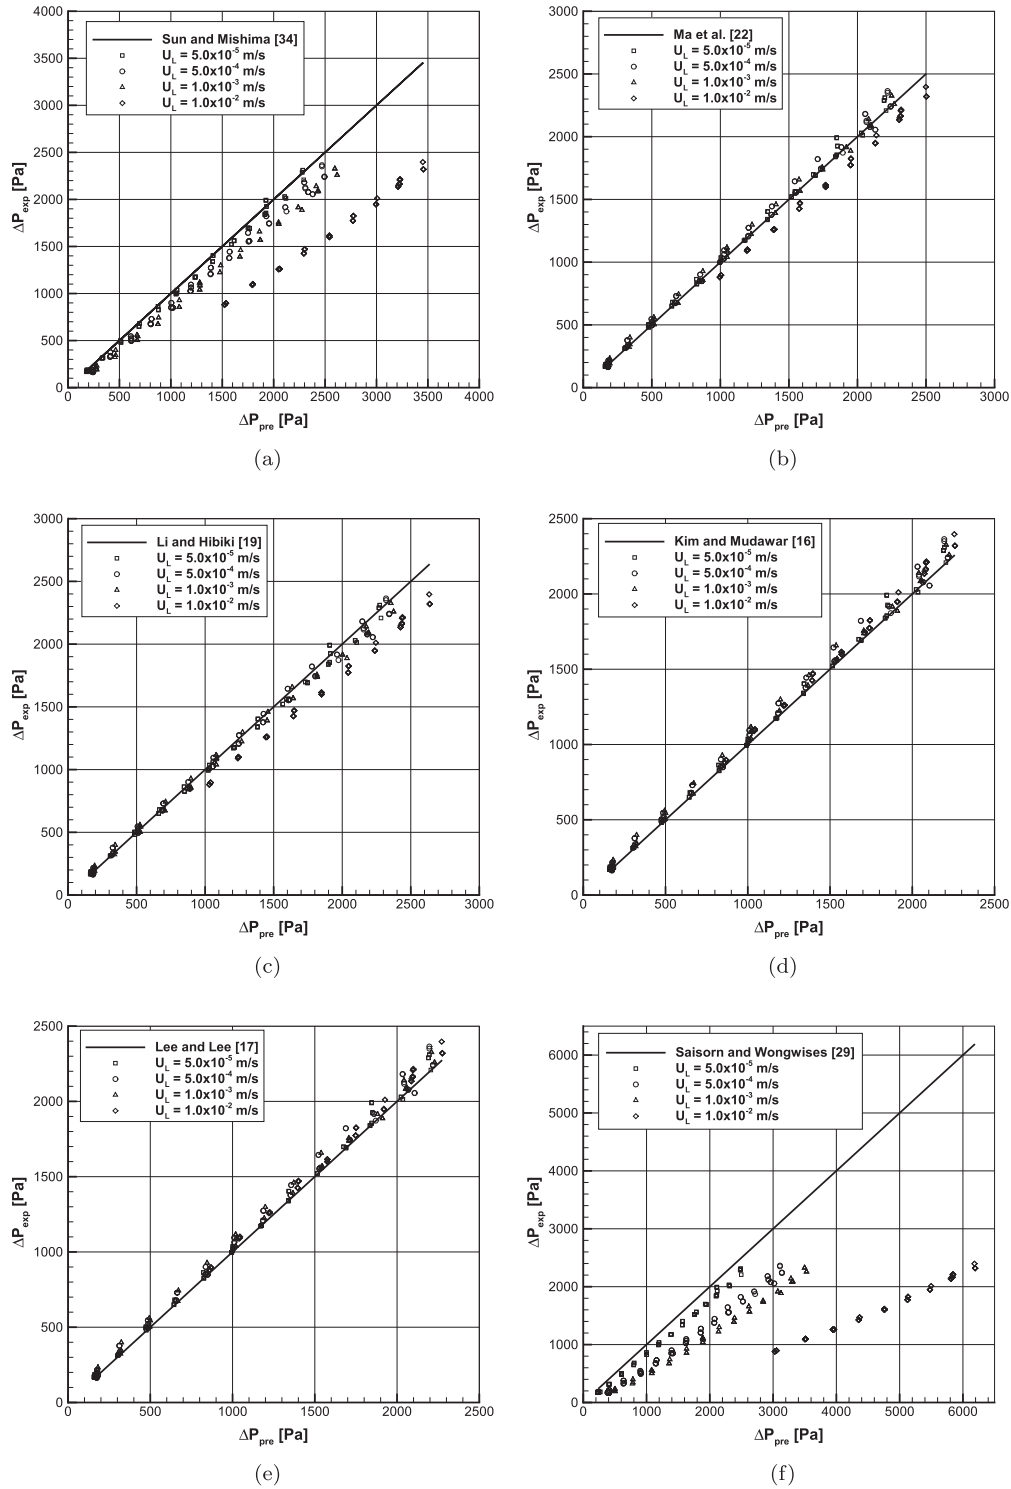 4000
3500
3000
2500
2000
1500
1000
500
0
ΔP_exp [Pa]
Sun and Mishima [34]
U_L = 5.0x10^-5 m/s
U_L = 5.0x10^-4 m/s
U_L = 1.0x10^-3 m/s
U_L = 1.0x10^-2 m/s
0 500 1000 1500 2000 2500 3000 3500 4000
ΔP_pre [Pa]
(a)
3000
2500
2000
1500
1000
500
0
ΔP_exp [Pa]
Ma et al. [22]
U_L = 5.0x10^-5 m/s
U_L = 5.0x10^-4 m/s
U_L = 1.0x10^-3 m/s
U_L = 1.0x10^-2 m/s
0 500 1000 1500 2000 2500 3000
ΔP_pre [Pa]
(b)
3000
2500
2000
1500
1000
500
0
ΔP_exp [Pa]
Li and Hibiki [19]
U_L = 5.0x10^-5 m/s
U_L = 5.0x10^-4 m/s
U_L = 1.0x10^-3 m/s
U_L = 1.0x10^-2 m/s
0 500 1000 1500 2000 2500 3000
ΔP_pre [Pa]
(c)
2500
2000
1500
1000
500
0
ΔP_exp [Pa]
Kim and Mudawar [16]
U_L = 5.0x10^-5 m/s
U_L = 5.0x10^-4 m/s
U_L = 1.0x10^-3 m/s
U_L = 1.0x10^-2 m/s
0 500 1000 1500 2000 2500
ΔP_pre [Pa]
(d)
2500
2000
1500
1000
500
0
ΔP_exp [Pa]
Lee and Lee [17]
U_L = 5.0x10^-5 m/s
U_L = 5.0x10^-4 m/s
U_L = 1.0x10^-3 m/s
U_L = 1.0x10^-2 m/s
0 500 1000 1500 2000 2500
ΔP_pre [Pa]
(e)
6000
5000
4000
3000
2000
1000
0
ΔP_exp [Pa]
Saisorn and Wongwises [29]
U_L = 5.0x10^-5 m/s
U_L = 5.0x10^-4 m/s
U_L = 1.0x10^-3 m/s
U_L = 1.0x10^-2 m/s
0 1000 2000 3000 4000 5000 6000
ΔP_pre [Pa]
(f)